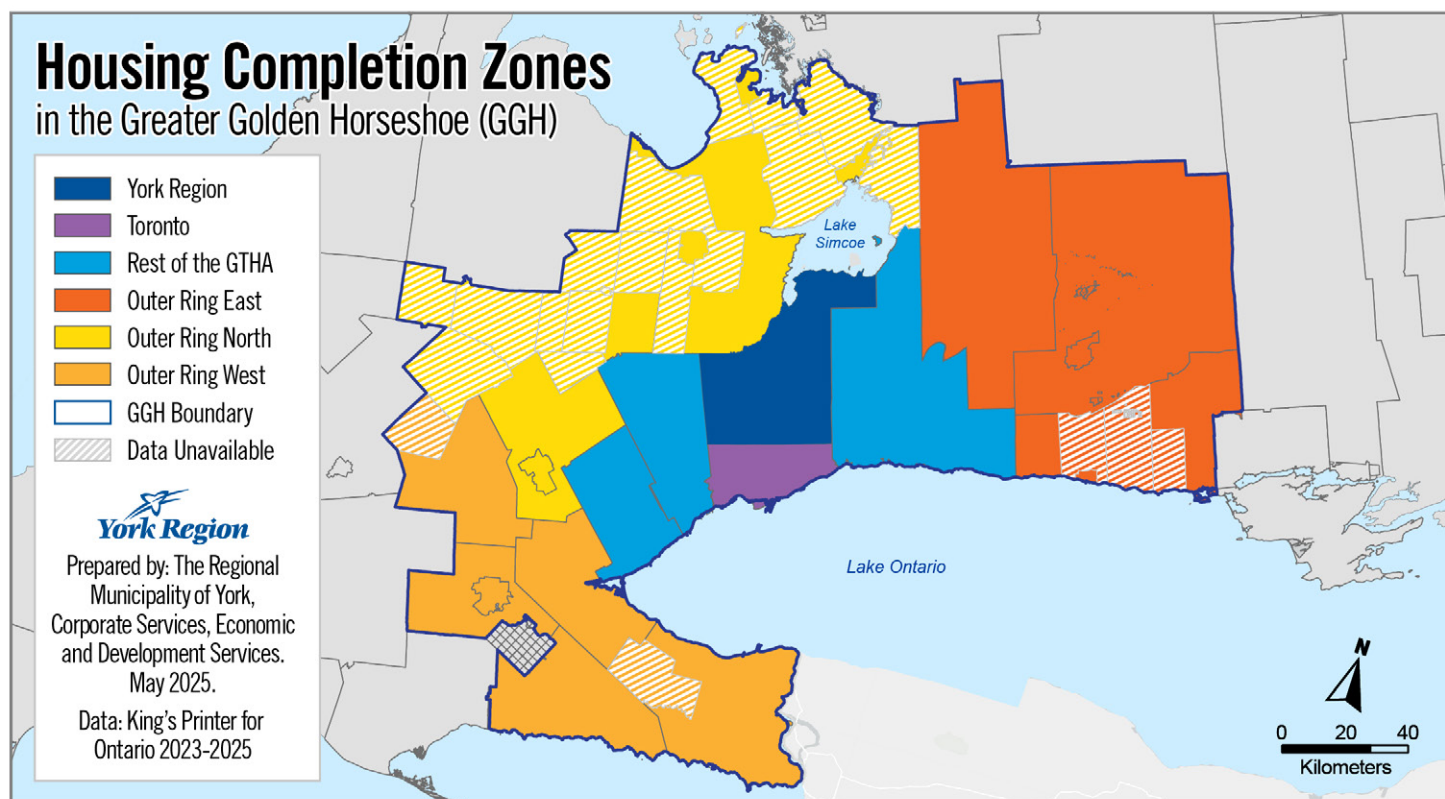 Housing Completion Zones
in the Greater Golden Horseshoe (GGH)
York Region
Toronto
Rest of the GTHA
Outer Ring East
Outer Ring North
Outer Ring West
GGH Boundary
Data Unavailable
York Region
Prepared by: The Regional
Municipality of York,
Corporate Services, Economic
and Development Services.
May 2025.
Data: King's Printer for
Ontario 2023-2025
Lake
Simcoe
Lake Ontario
N
0 20 40
Kilometers